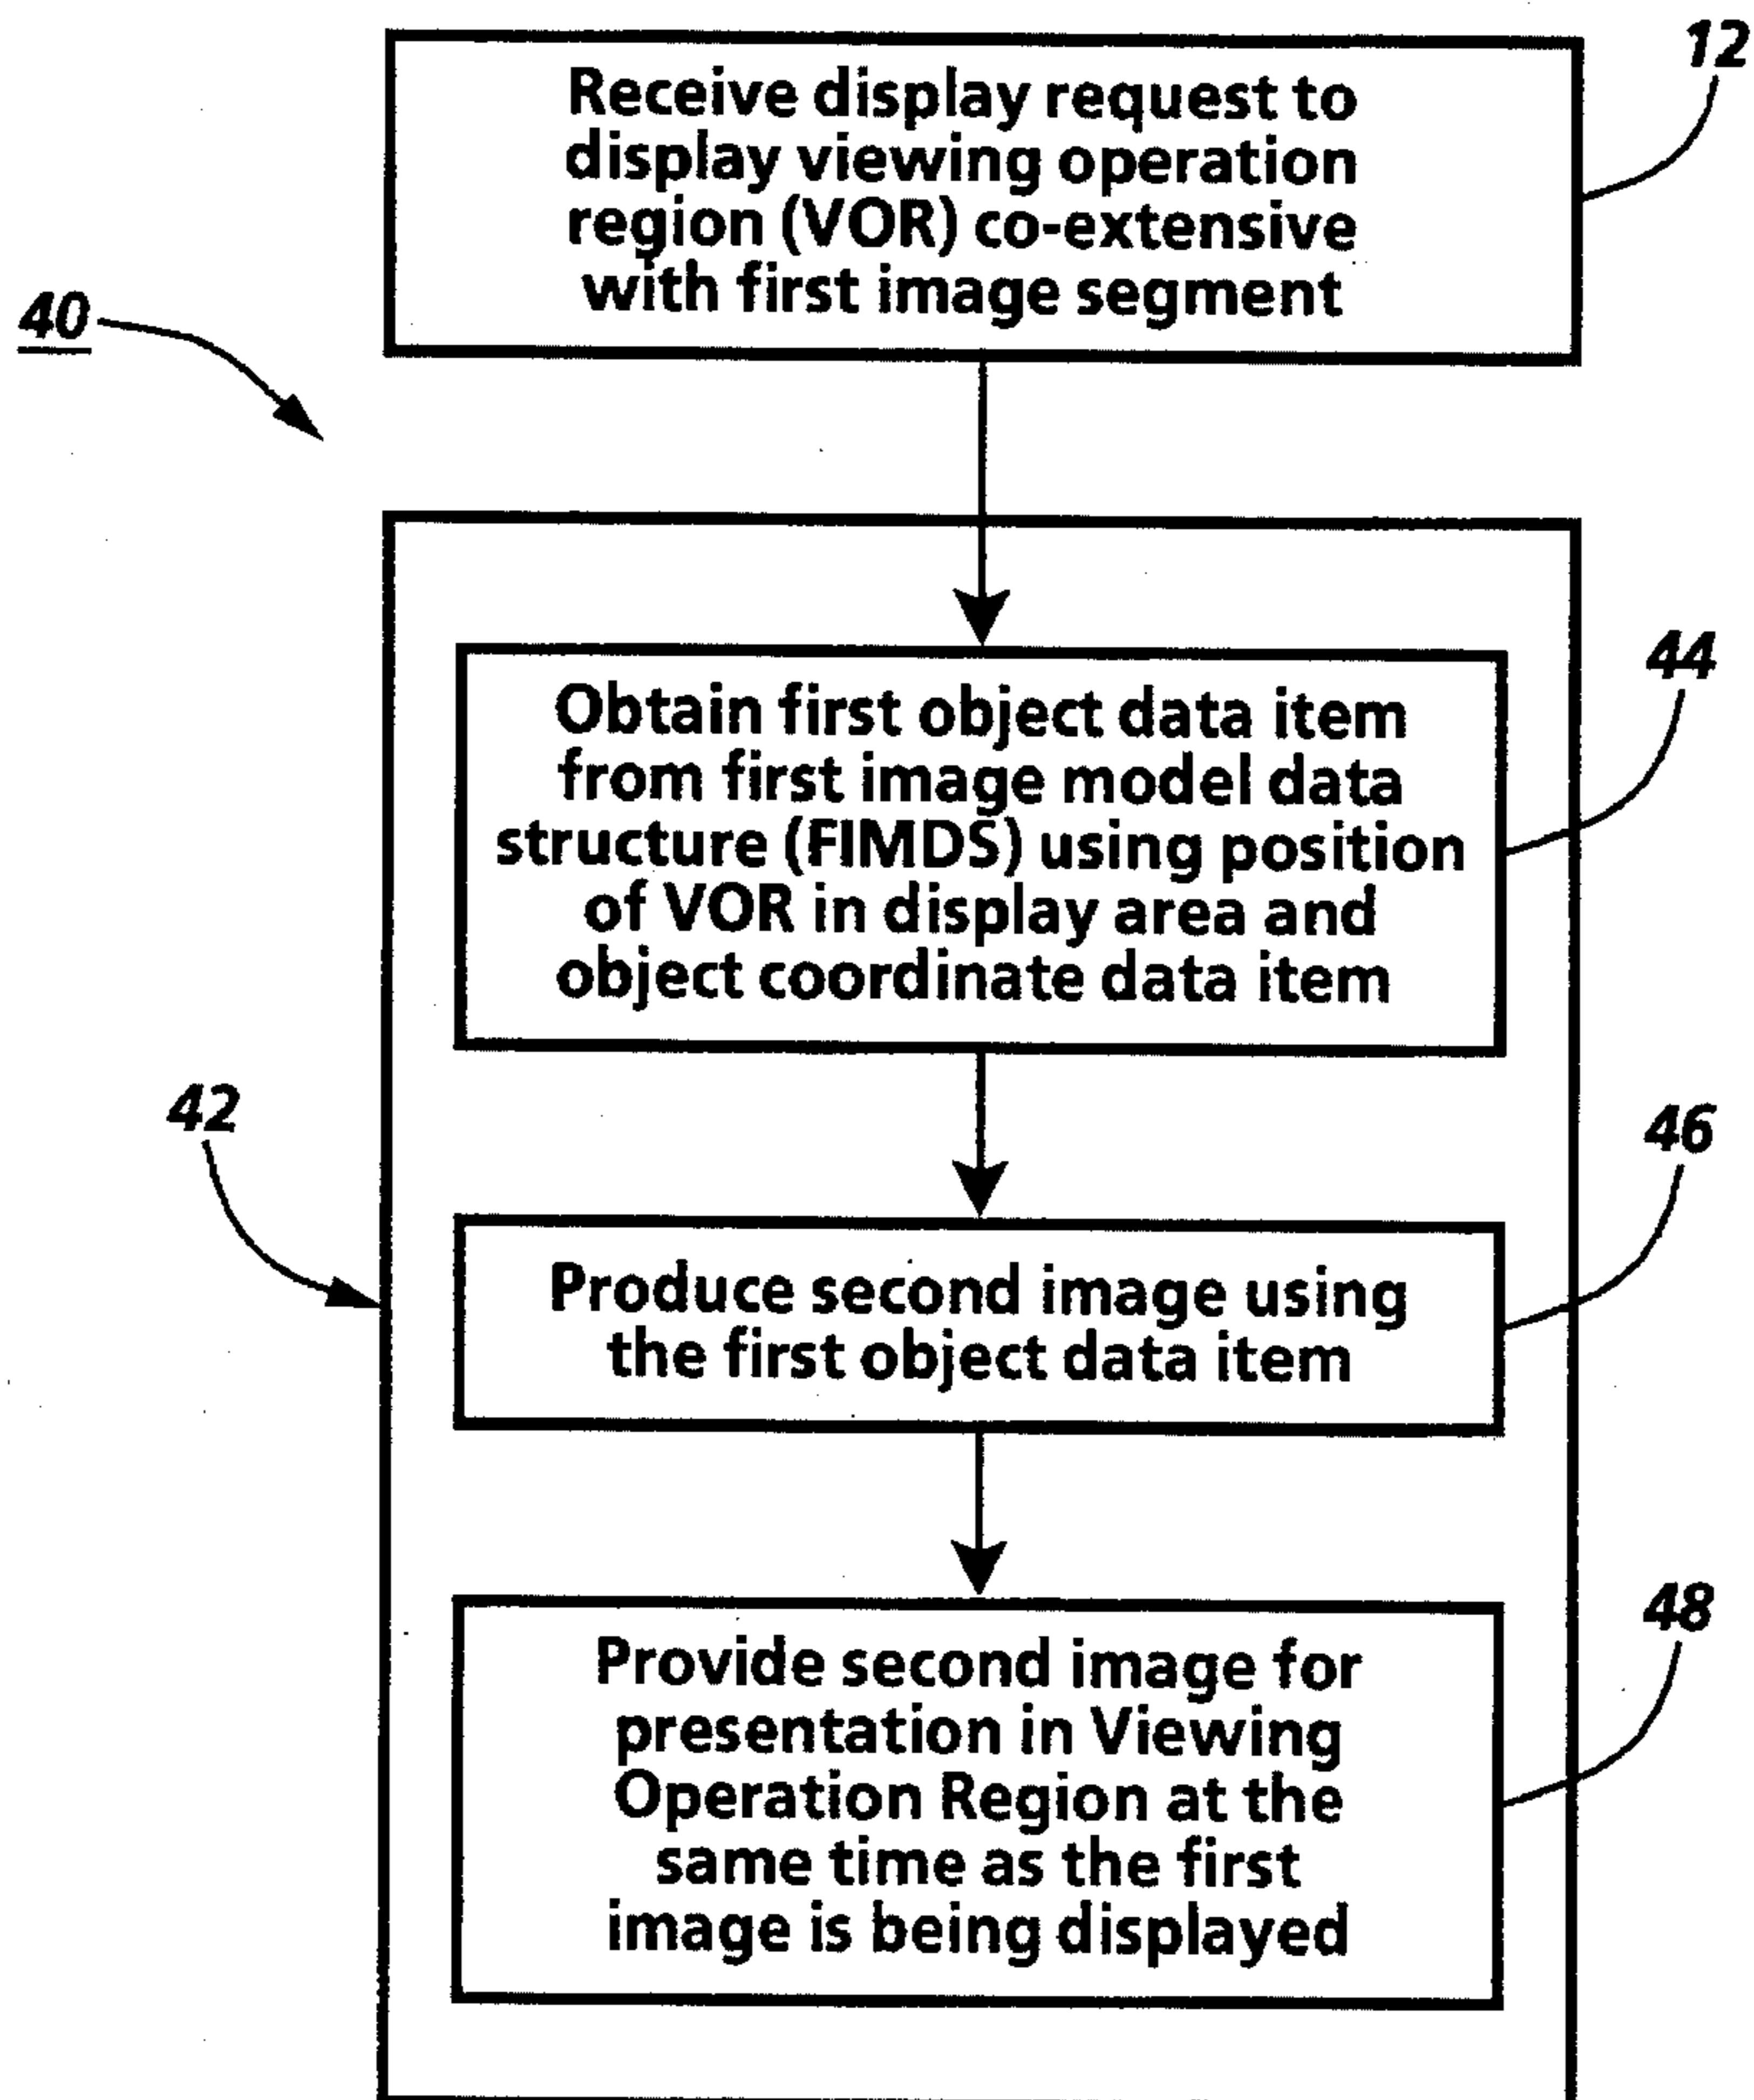 12
Receive display request to
display viewing operation
region (VOR) co-extensive
with first image segment
40
44
Obtain first object data item
from first image model data
structure (FIMDS) using position
of VOR in display area and
object coordinate data item
42
46
Produce second image using
the first object data item
48
Provide second image for
presentation in Viewing
Operation Region at the
same time as the first
image is being displayed